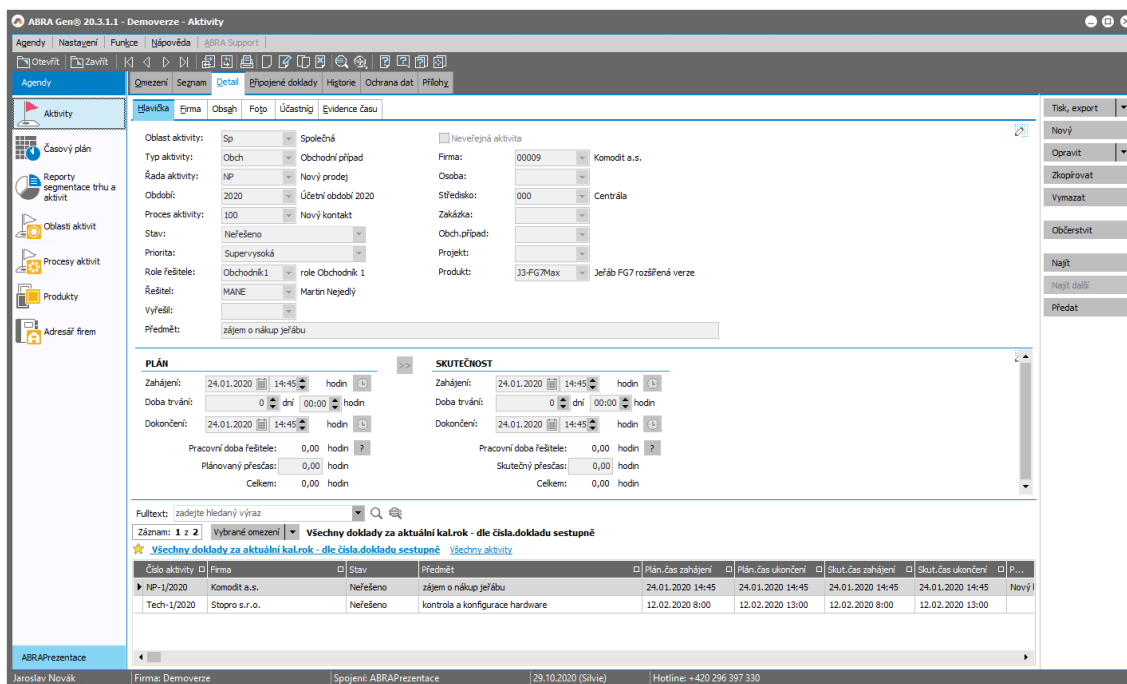 ABRA Gen® 20.3.1.1 - Demoverze - Aktivity
Agendy Nastavení Funkce Nápověda ABRA Support
Otevřít Zavřít
Agendy Omezení Seznam Detail Připojené doklady Historie Ochrana dat Přílohy
Hlavička Firma Obsah Foto Účastníci Evidence času
Aktivity
Časový plán
Reporty
segmentace trhu a
aktivit
Oblasti aktivit
Procesy aktivit
Produkty
Adresář firem
Oblast aktivity: Sp Společná Neveřejná aktivita
Typ aktivity: Obch Obchodní případ Firma: 00009 Komodit a.s.
Řada aktivity: NP Nový prodej Osoba:
Období: 2020 Účetní období 2020 Středisko: 000 Centrála
Proces aktivity: 100 Nový kontakt Zakázka:
Stav: Neřešeno Obch.případ:
Priorita: Supervysoká Projekt:
Role řešitele: Obchodník1 role Obchodník 1 Produkt: J3-FG7Max Jeřáb FG7 rozšířená verze
Řešitel: MANE Martin Nejedlý
Vyřešil:
Předmět: zájem o nákup jeřábu
Tisk, export
Nový
Opravit
Zkopírovat
Vymazat
Občerstvit
Najít
Najít další
Předat
PLÁN >> SKUTEČNOST
Zahájení: 24.01.2020 14:45 hodin Zahájení: 24.01.2020 14:45 hodin
Doba trvání: 0 dní 00:00 hodin Doba trvání: 0 dní 00:00 hodin
Dokončení: 24.01.2020 14:45 hodin Dokončení: 24.01.2020 14:45 hodin
Pracovní doba řešitele: 0,00 hodin ? Pracovní doba řešitele: 0,00 hodin ?
Plánovaný přesčas: 0,00 hodin Skutečný přesčas: 0,00 hodin
Celkem: 0,00 hodin Celkem: 0,00 hodin
Fulltext: zadejte hledaný výraz
Záznam: 1 z 2 Vybrané omezení Všechny doklady za aktuální kal.rok - dle čísla.dokladu sestupně
Všechny doklady za aktuální kal.rok - dle čísla.dokladu sestupně Všechny aktivity
Číslo aktivity Firma Stav Předmět Plán.čas zahájení Plán.čas ukončení Skut.čas zahájení Skut.čas ukončení P...
NP-1/2020 Komodit a.s. Neřešeno zájem o nákup jeřábu 24.01.2020 14:45 24.01.2020 14:45 24.01.2020 14:45 24.01.2020 14:45 Nový
Tech-1/2020 Stopro s.r.o. Neřešeno kontrola a konfigurace hardware 12.02.2020 8:00 12.02.2020 13:00 12.02.2020 8:00 12.02.2020 13:00
ABRAPrezentace
Jaroslav Novák Firma: Demoverze Spojení: ABRAPrezentace 29.10.2020 (Silvie) Hotline: +420 296 397 330